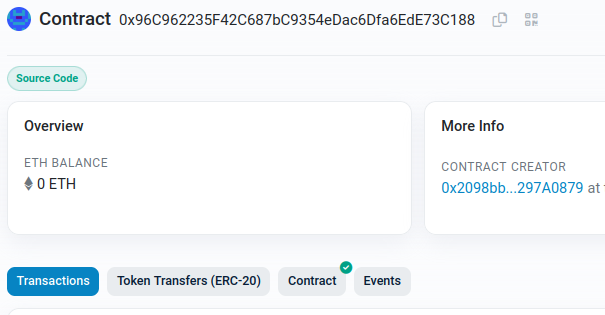 Contract 0x96C962235F42C687bC9354eDac6Dfa6EdE73C188
Source Code
Overview
ETH BALANCE
0 ETH
More Info
CONTRACT CREATOR
0x2098bb...297A0879 at
Transactions
Token Transfers (ERC-20)
Contract
Events